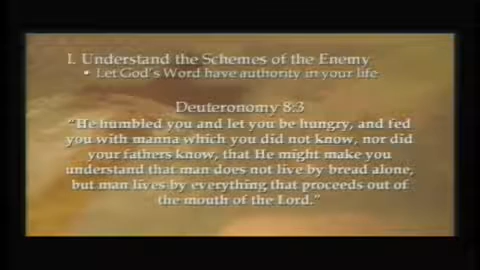 I. Understand the Schemes of the Enemy
• Let God's Word have authority in your life
Deuteronomy 8:3
"He humbled you and let you be hungry, and fed
you with manna which you did not know, nor did
your fathers know, that He might make you
understand that man does not live by bread alone,
but man lives by everything that proceeds out of
the mouth of the Lord."